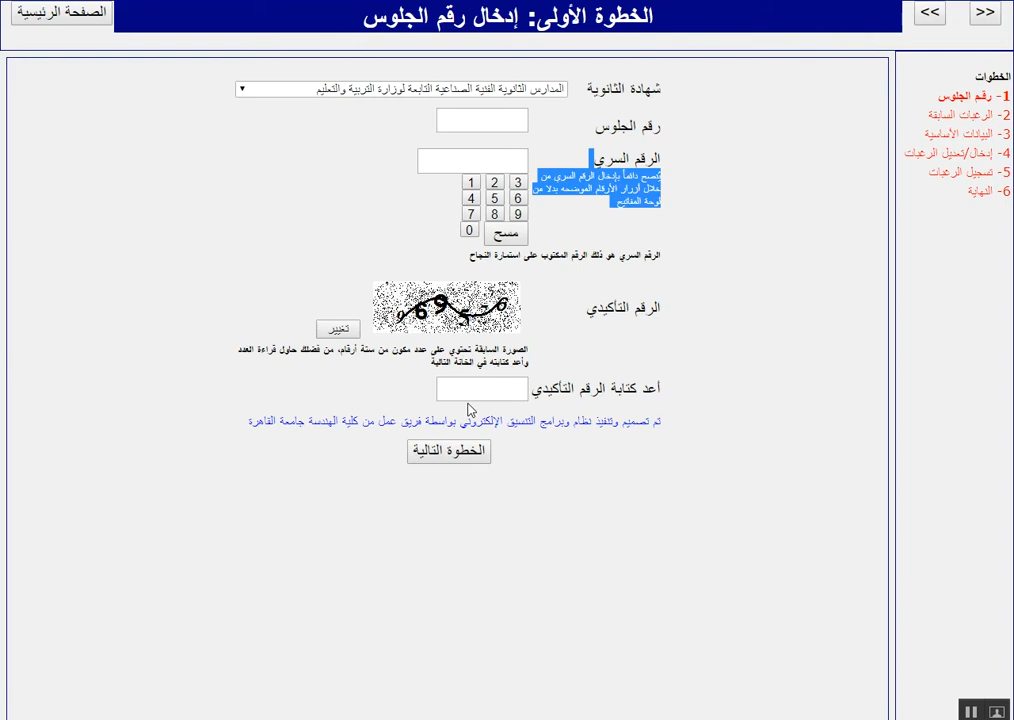 << >>
الخطوة الأولى: إدخال رقم الجلوس
الصفحة الرئيسية
الخطوات
1- رقم الجلوس
2- الرغبات السابقة
3- البيانات الأساسية
4- إدخال/تعديل الرغبات
5- تسجيل الرغبات
6- النهاية
شهادة الثانوية
المدارس الثانوية الفنية الصناعية التابعة لوزارة التربية والتعليم
رقم الجلوس
الرقم السري
يُنصح دائماً بإدخال الرقم السري من
خلال أزرار الأرقام الموضحه بدلا من
لوحة المفاتيح
1 2 3
4 5 6
7 8 9
0 مسح
الرقم السري هو ذلك الرقم المكتوب على استمارة النجاح
الرقم التأكيدي
تغيير
الصورة السابقة تحتوي على عدد مكون من ستة أرقام، من فضلك حاول قراءة العدد
وأعد كتابته في الخانة التالية
أعد كتابة الرقم التأكيدي
تم تصميم وتنفيذ نظام وبرامج التنسيق الإلكتروني بواسطة فريق عمل من كلية الهندسة جامعة القاهرة
الخطوة التالية